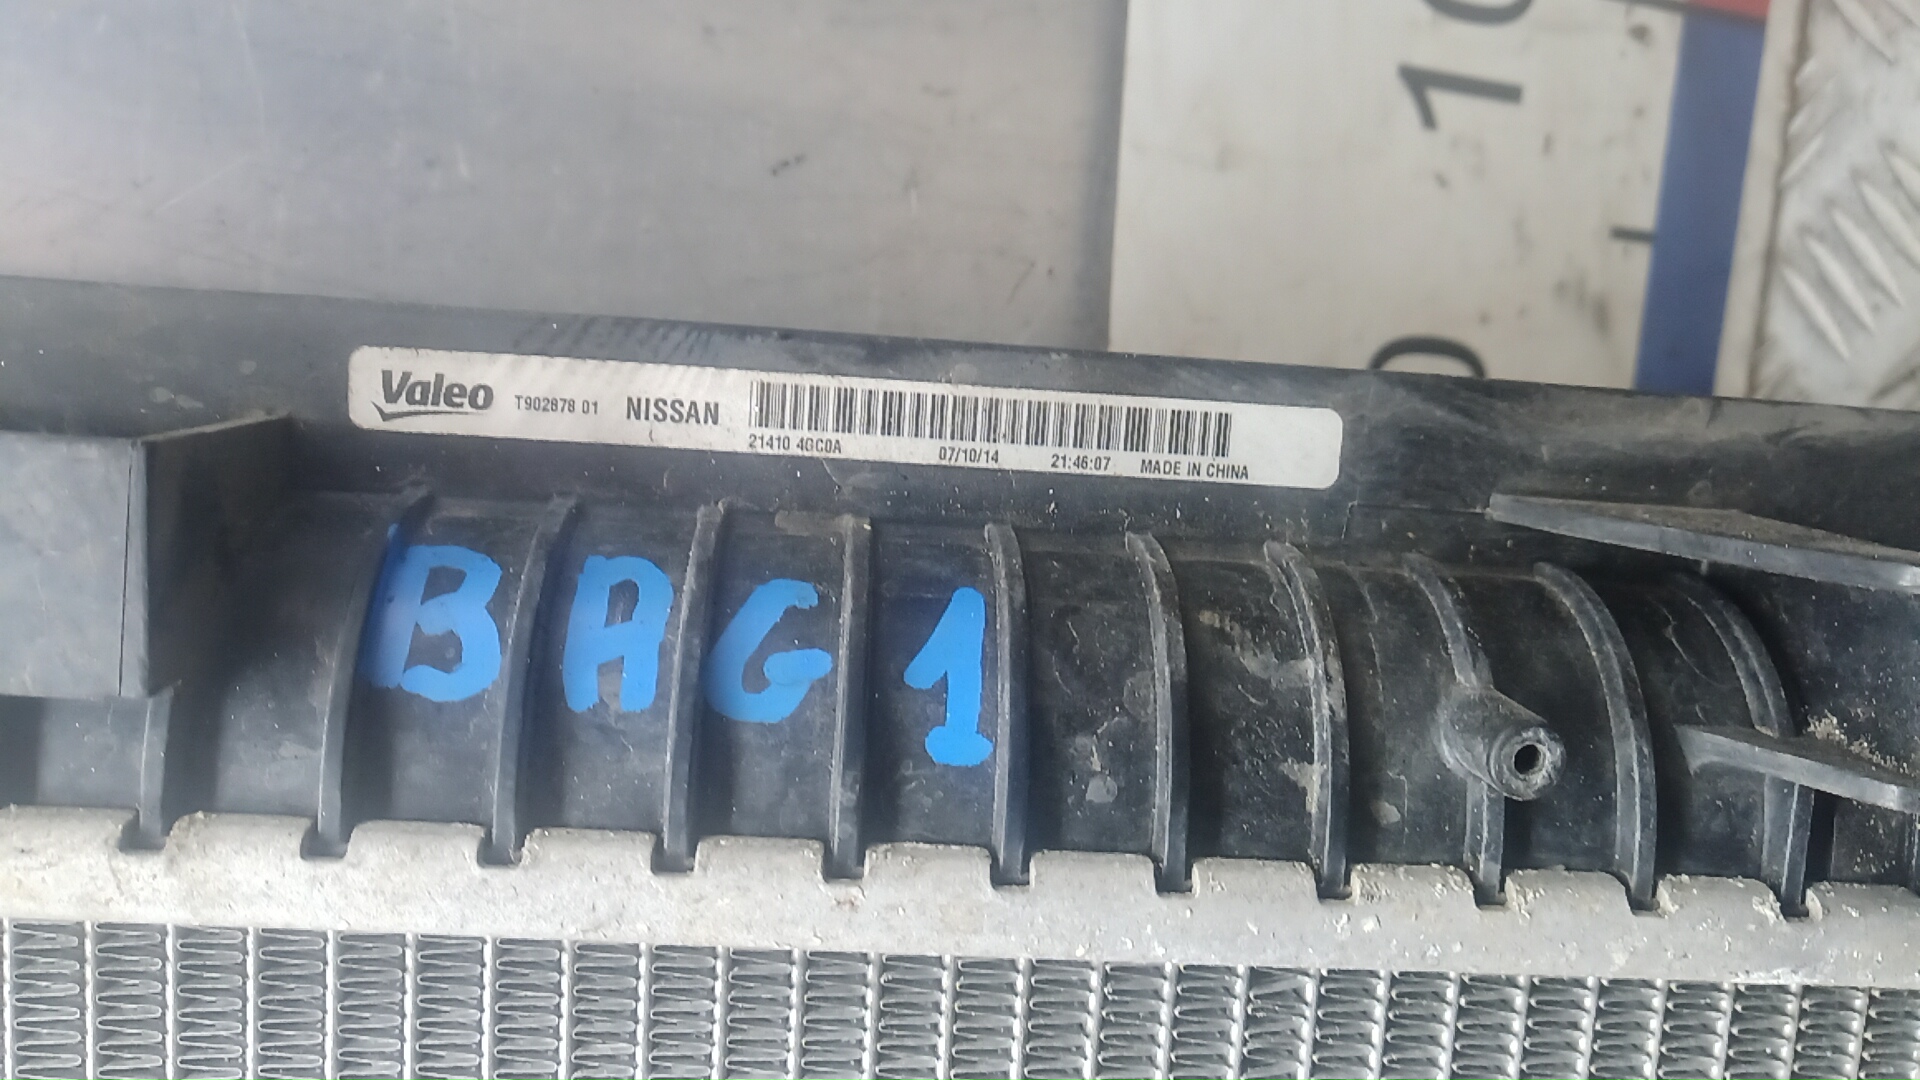 Valeo T902878 01 NISSAN
21410 4GC0A 07/10/14 21:46:07 MADE IN CHINA
BAG1